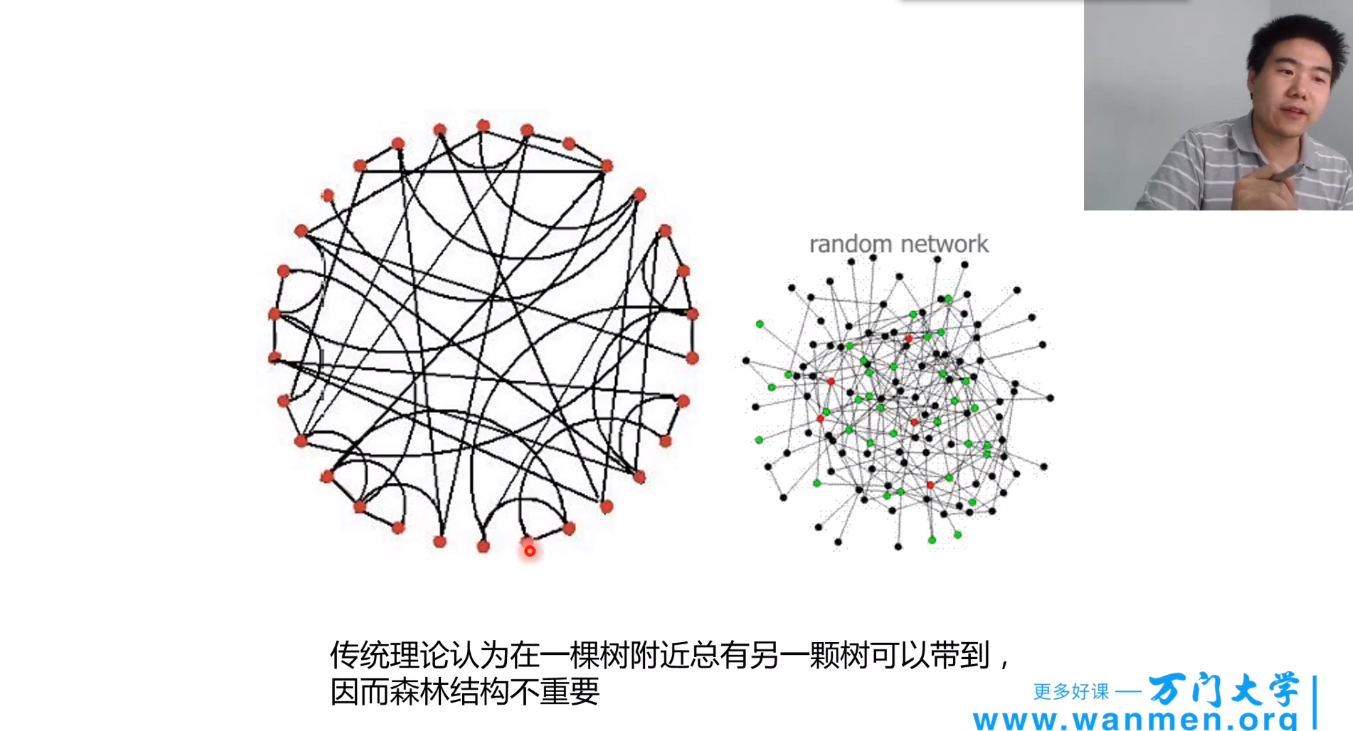 random network
传统理论认为在一棵树附近总有另一颗树可以带到，
因而森林结构不重要
更多好课 — 万门大学
www.wanmen.org